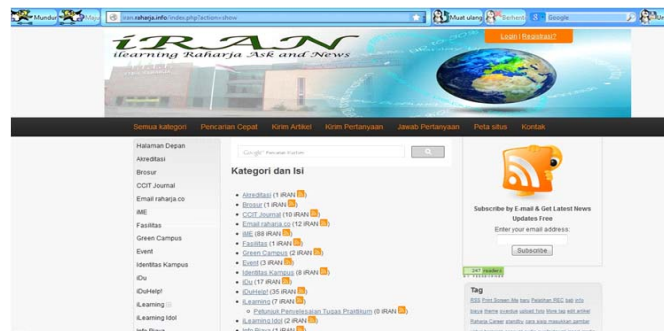 Mundur
iran.raharja.info/index.php?action=show
Muat ulang
Berhenti
Google
iRAN
ilearning Raharja Ask and News
Login | Registrasi?
Semua kategori
Pencarian Cepat
Kirim Artikel
Kirim Pertanyaan
Jawab Pertanyaan
Peta situs
Kontak
Halaman Depan
Akreditasi
Brosur
CCIT Journal
Email raharja.co
iME
Fasilitas
Green Campus
Event
Identitas Kampus
iDu
iDuHelp!
iLearning
iLearning Idol
Kategori dan Isi
Akreditasi (1 iRAN)
Brosur (1 iRAN)
CCIT Journal (10 iRAN)
Email raharja.co (12 iRAN)
iME (88 iRAN)
Fasilitas (1 iRAN)
Green Campus (2 iRAN)
Event (3 iRAN)
Identitas Kampus (8 iRAN)
iDu (17 iRAN)
iDuHelp! (35 iRAN)
iLearning (7 iRAN)
Petunjuk Penyelesaian Tugas Praktikum (0 iRAN)
iLearning Idol (2 iRAN)
Subscribe by E-mail & Get Latest News
Updates Free
Enter your email address:
Subscribe
readers
Tag